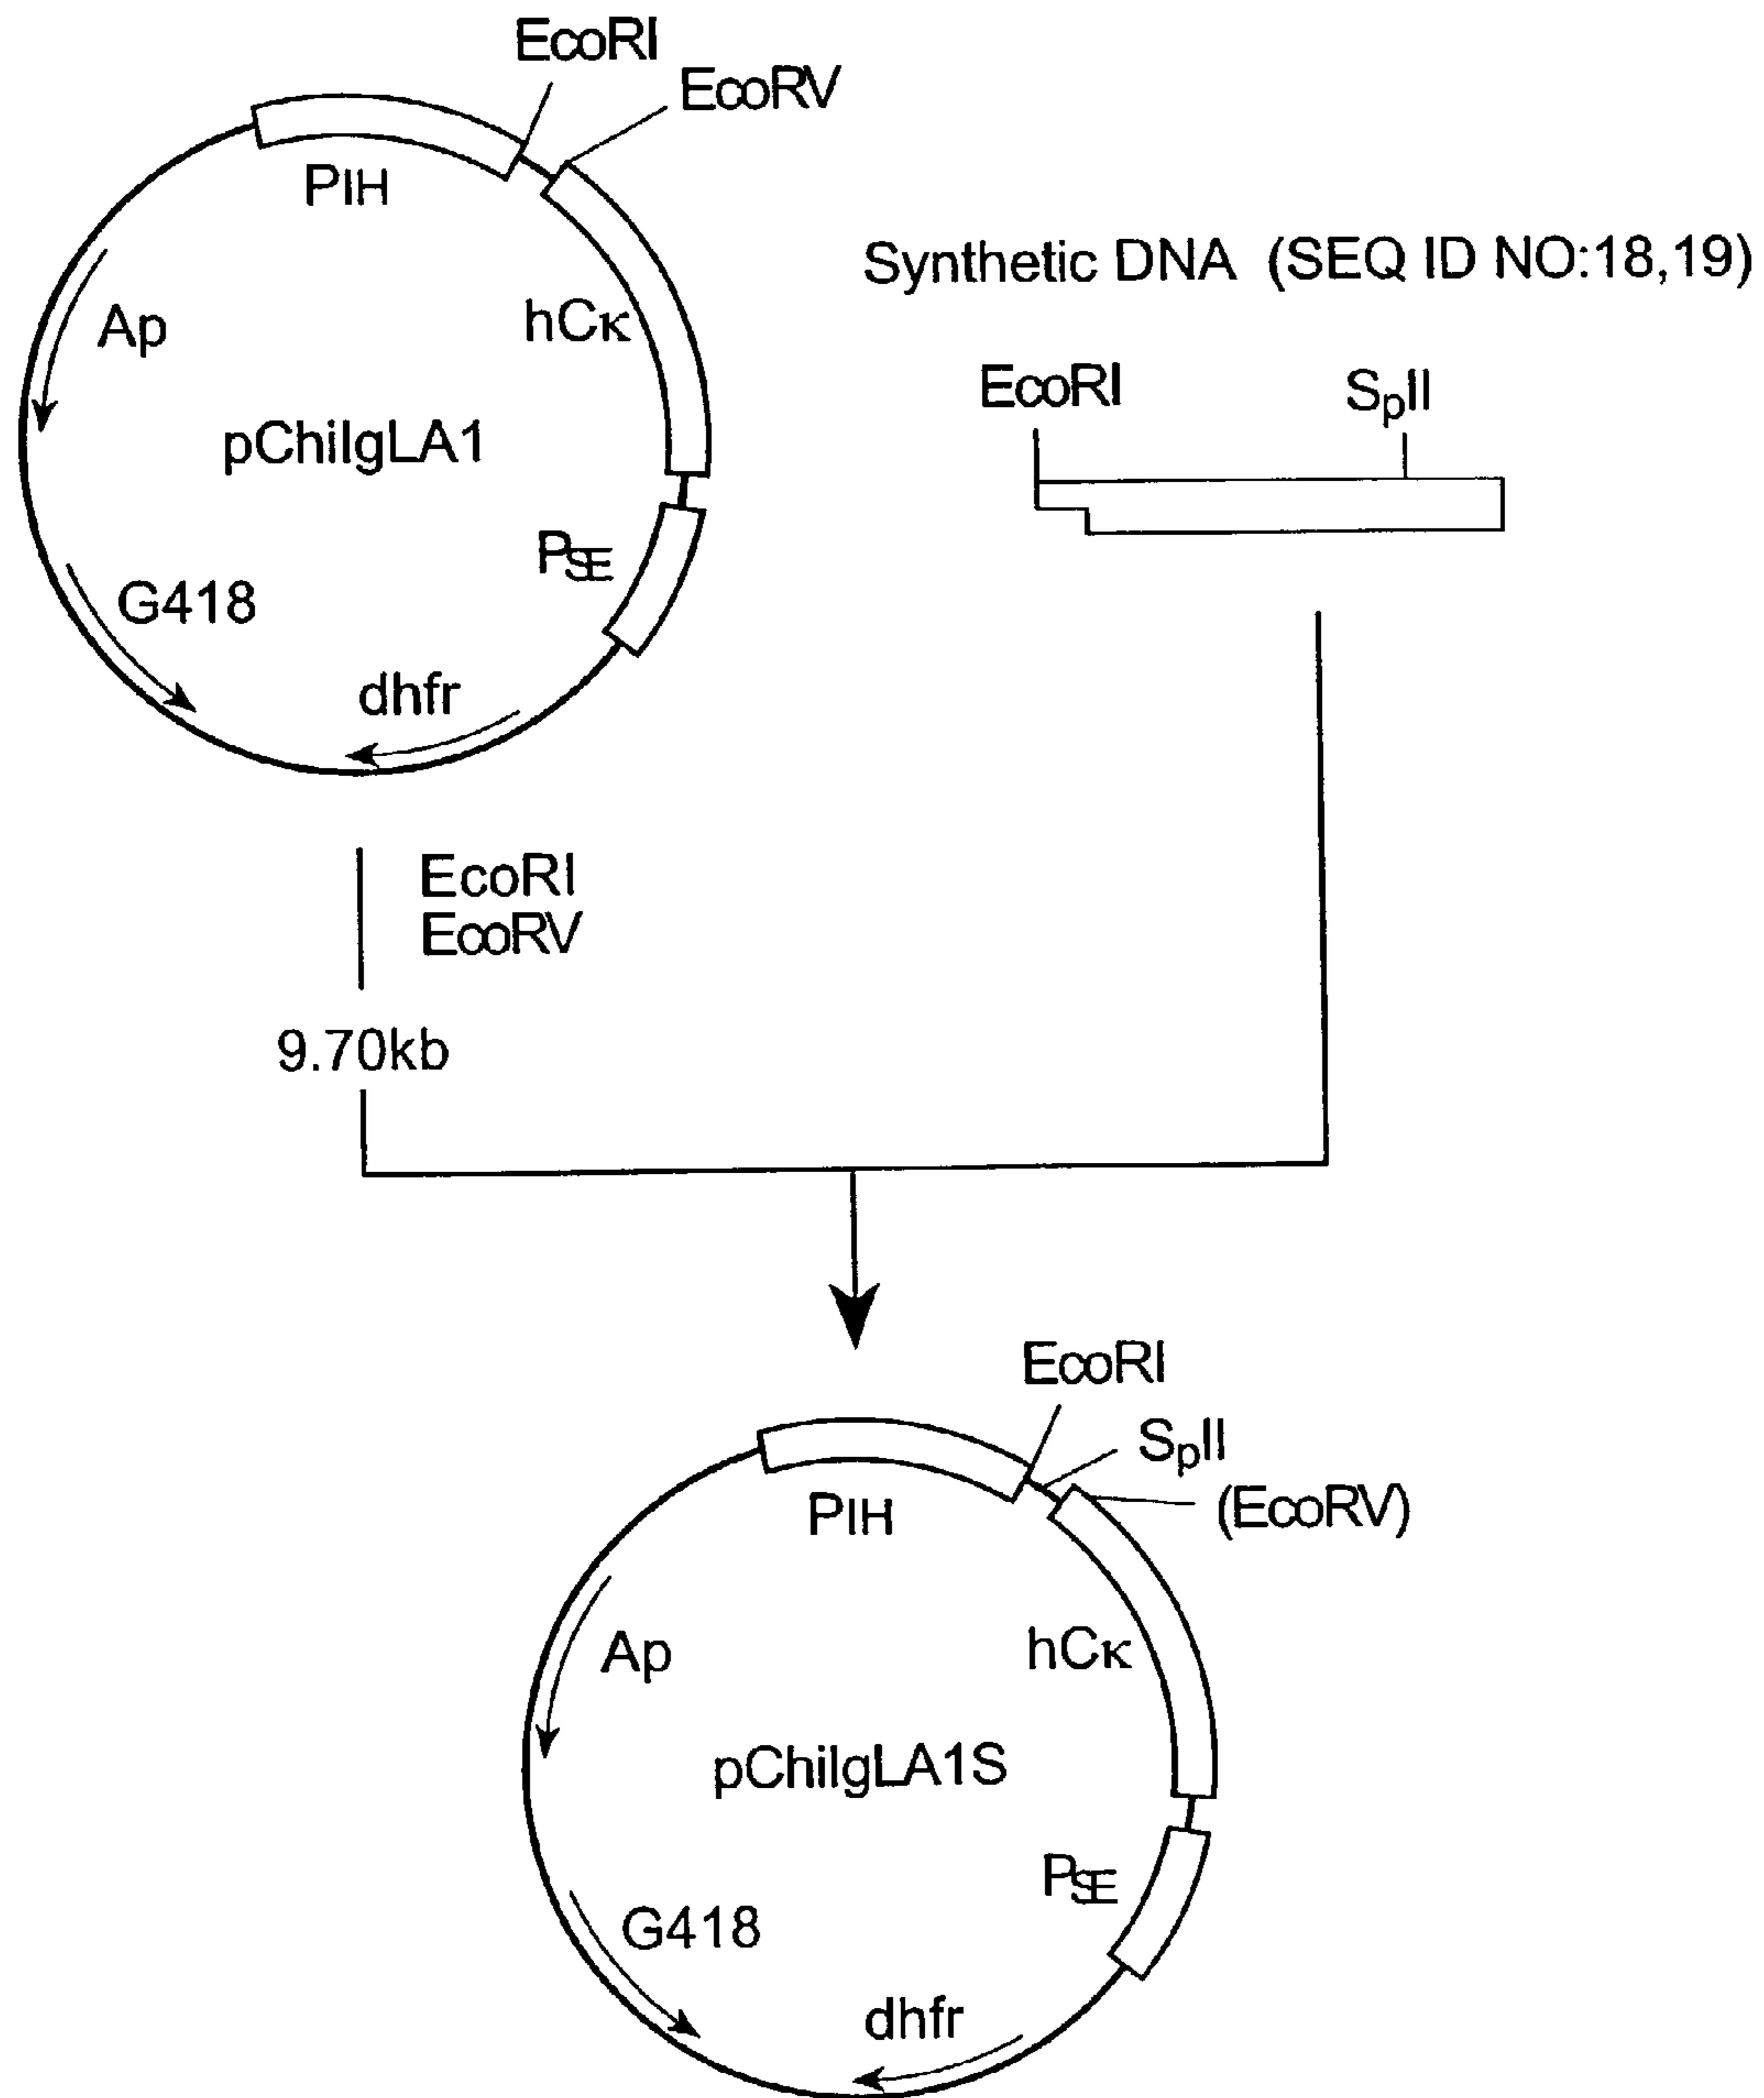 EcoRI
EcoRV
PIH
Ap
hCκ
pChiIgLA1
PSE
G418
dhfr
Synthetic DNA (SEQ ID NO:18,19)
EcoRI
SpII
EcoRI
EcoRV
9.70kb
EcoRI
SpII
(EcoRV)
PIH
Ap
hCκ
pChiIgLA1S
PSE
G418
dhfr